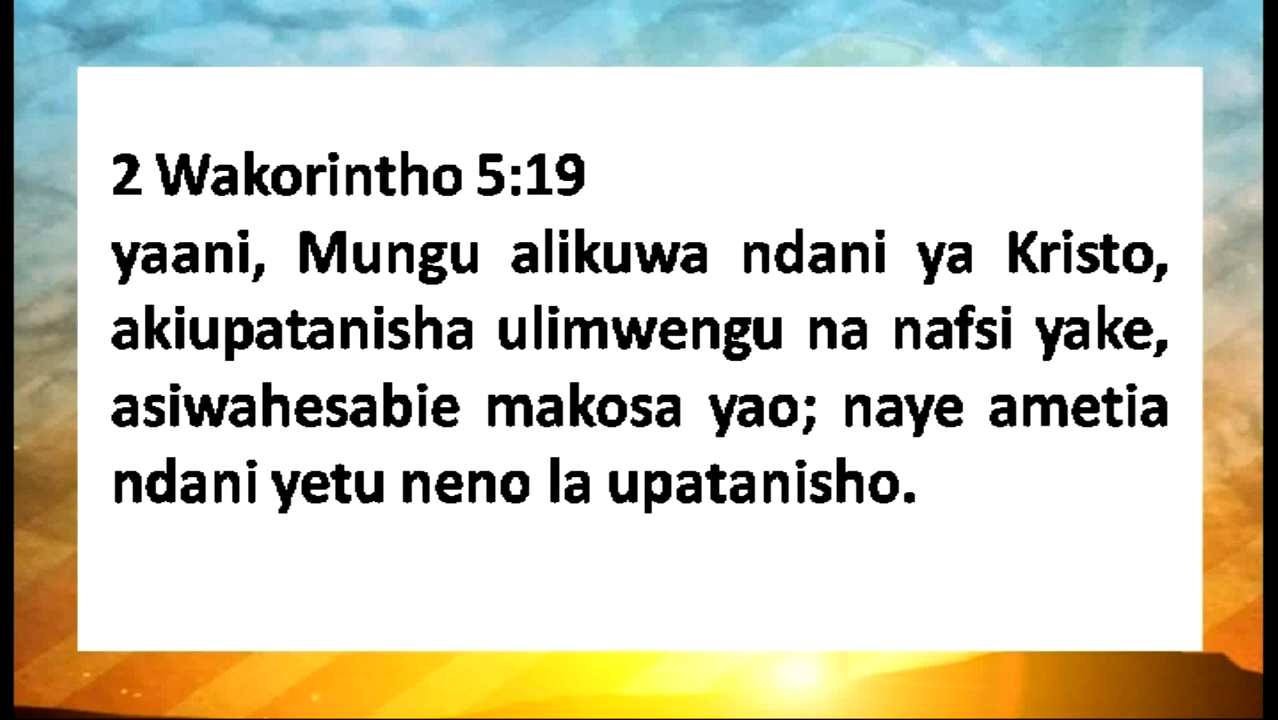 2 Wakorintho 5:19
yaani, Mungu alikuwa ndani ya Kristo,
akiupatanisha ulimwengu na nafsi yake,
asiwahesabie makosa yao; naye ametia
ndani yetu neno la upatanisho.